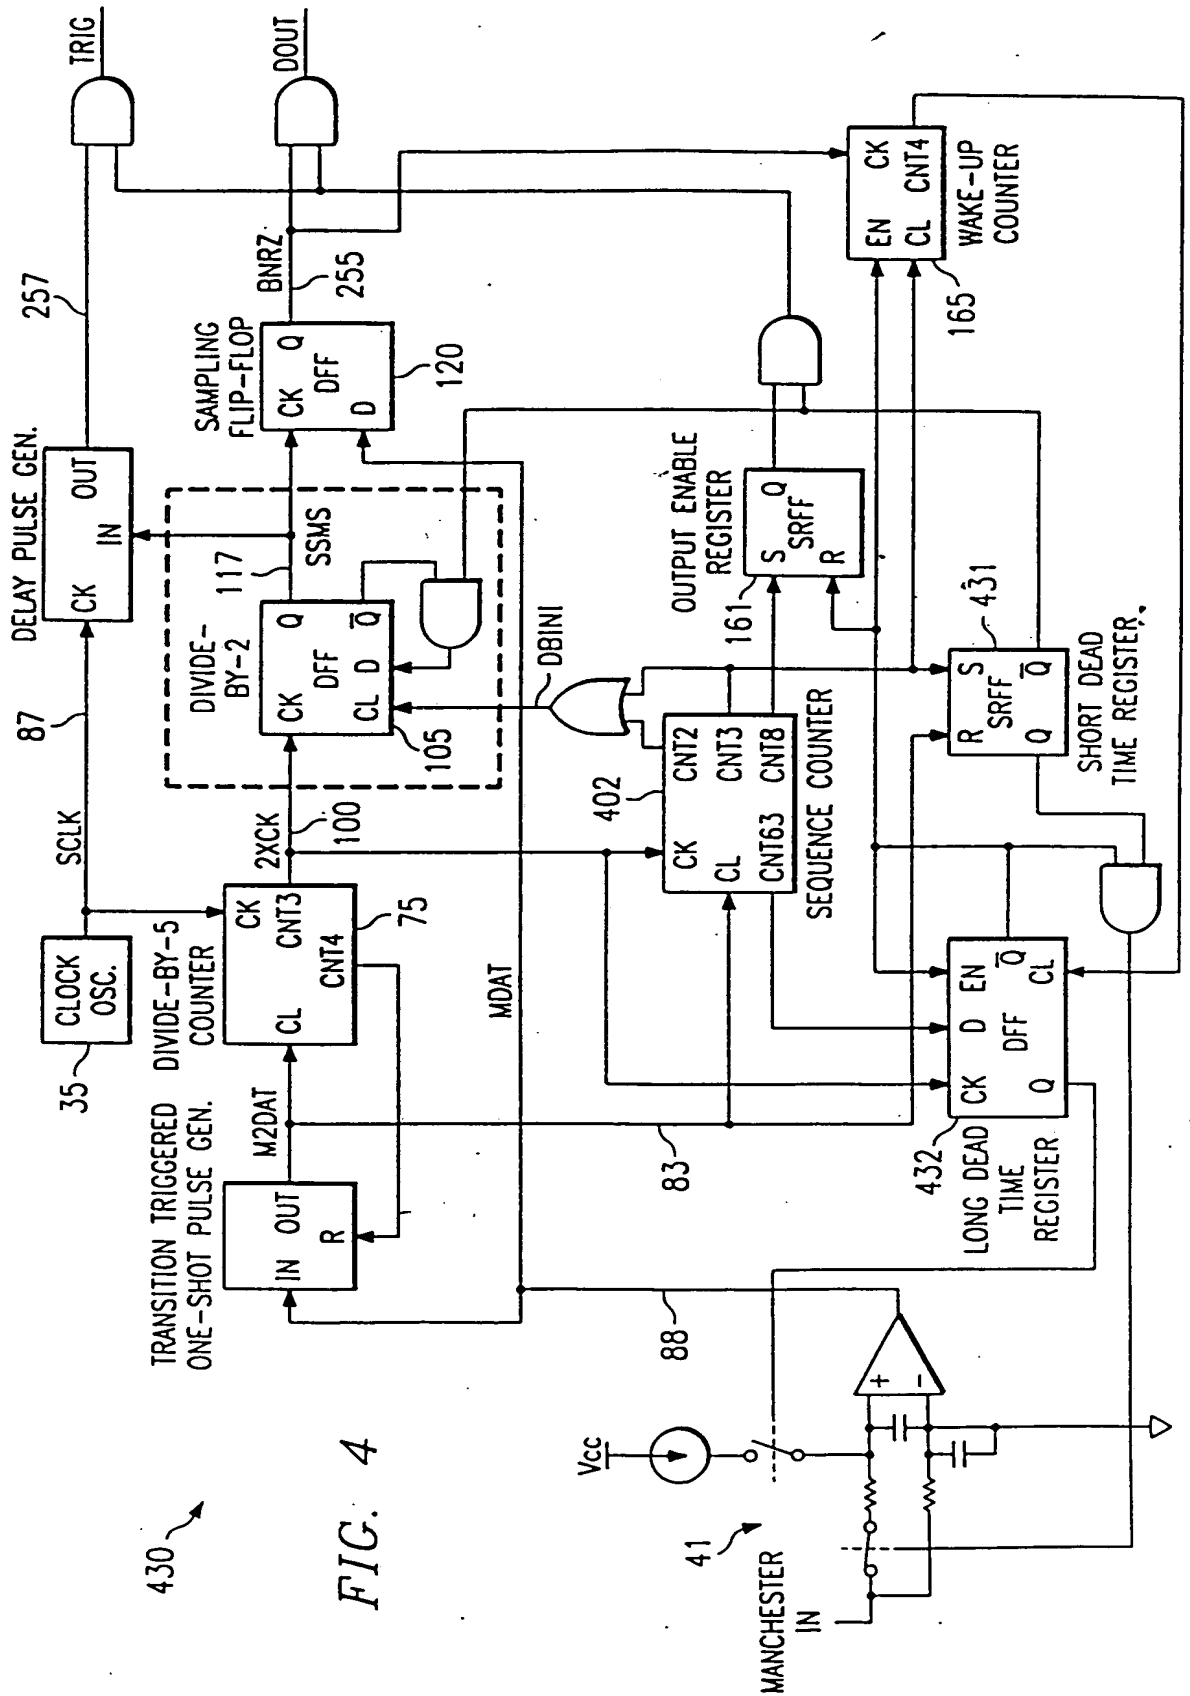 430
FIG. 4
35
CLOCK
OSC.
SCLK
87
DELAY PULSE GEN.
CK
IN
OUT
257
TRIG
TRANSITION TRIGGERED
ONE-SHOT PULSE GEN.
IN
OUT
R
M2DAT
DIVIDE-BY-5
COUNTER
CL
CK
CNT3
CNT4
75
2XCK
100
DIVIDE-
BY-2
CK
Q
DFF
Q
CL
D
105
117
SSMS
SAMPLING
FLIP-FLOP
CK
Q
DFF
D
120
BNRZ
255
DOUT
MDAT
DBINI
83
88
402
CK
CNT2
CL
CNT3
CNT63
CNT8
SEQUENCE COUNTER
OUTPUT ENABLE
REGISTER
161
S
Q
SRFF
R
EN
CK
CL
CNT4
165
WAKE-UP
COUNTER
432
CK
D
EN
DFF
Q
Q
CL
LONG DEAD
TIME
REGISTER
R
S
SRFF
Q
Q
431
SHORT DEAD
TIME REGISTER
Vcc
41
MANCHESTER
IN
+
-